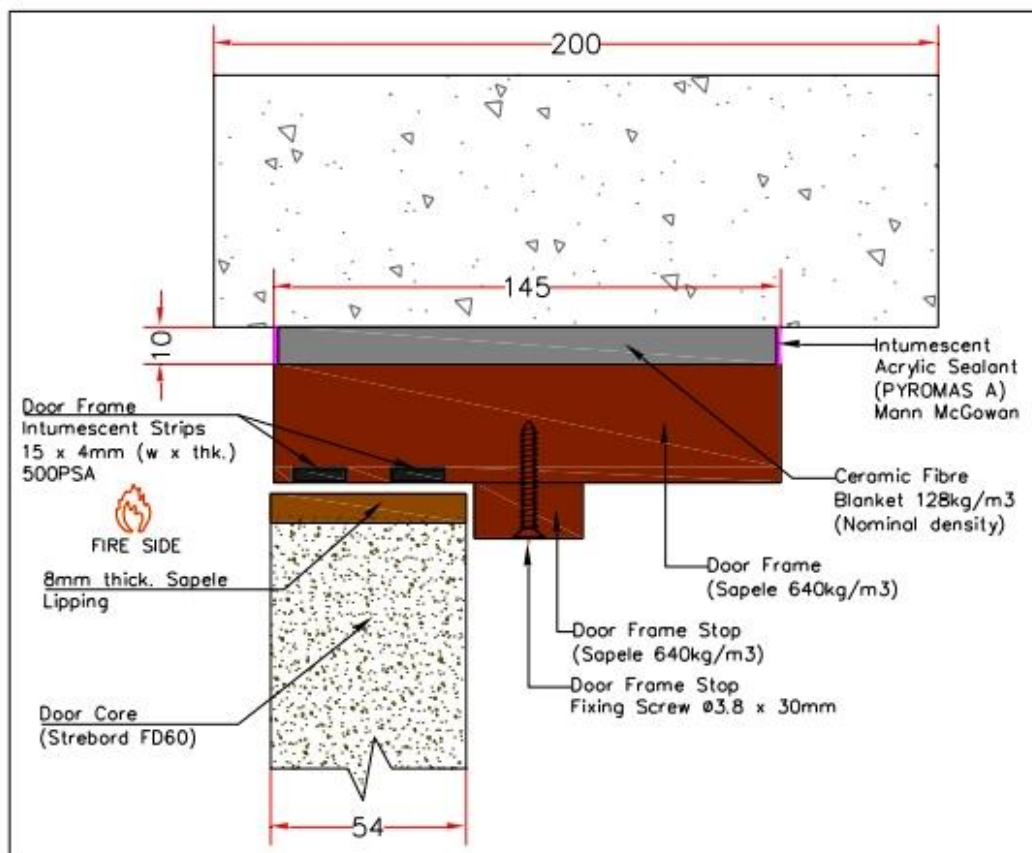 200
145
10
Intumescent
Acrylic Sealant
(PYROMAS A)
Mann McGowan
Door Frame
Intumescent Strips
15 x 4mm (w x thk.)
500PSA
FIRE SIDE
Ceramic Fibre
Blanket 128kg/m3
(Nominal density)
8mm thick. Sapele
Lipping
Door Frame
(Sapele 640kg/m3)
Door Frame Stop
(Sapele 640kg/m3)
Door Frame Stop
Fixing Screw Ø3.8 x 30mm
Door Core
(Strebord FD60)
54